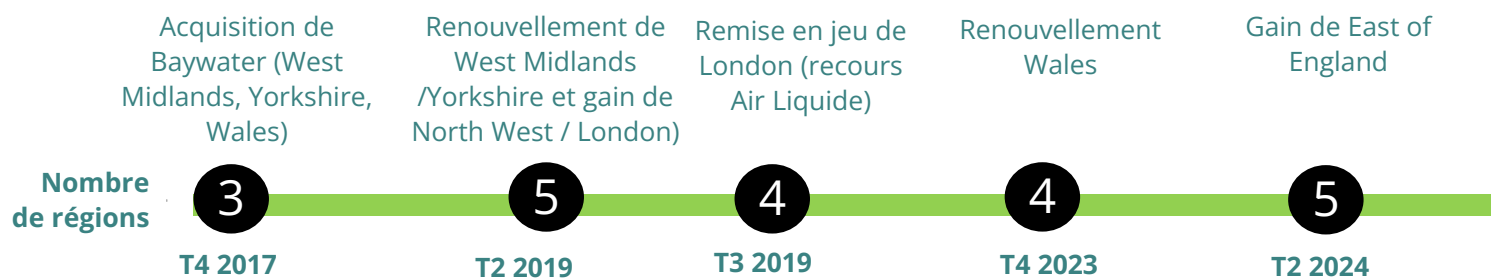 Acquisition de
Baywater (West
Midlands, Yorkshire,
Wales)
Renouvellement de
West Midlands
/Yorkshire et gain de
North West / London)
Remise en jeu de
London (recours
Air Liquide)
Renouvellement
Wales
Gain de East of
England
Nombre
de régions
3
5
4
4
5
T4 2017
T2 2019
T3 2019
T4 2023
T2 2024